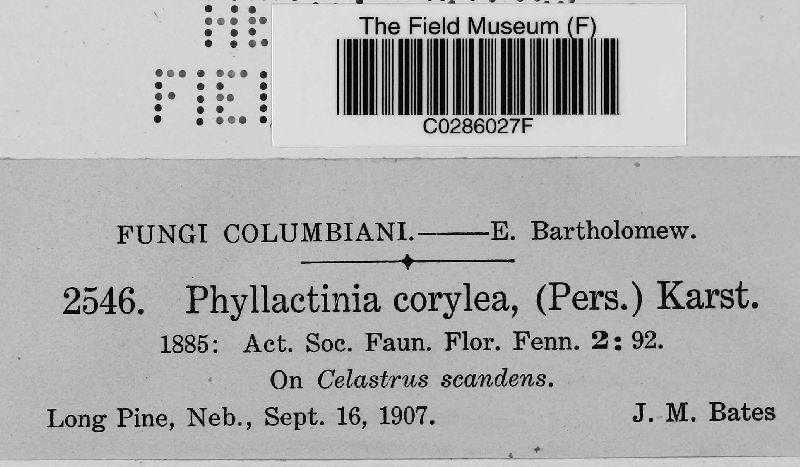 The Field Museum (F)
C0286027F
FUNGI COLUMBIANI.——E. Bartholomew.
2546. Phyllactinia corylea, (Pers.) Karst.
1885: Act. Soc. Faun. Flor. Fenn. 2: 92.
On Celastrus scandens.
Long Pine, Neb., Sept. 16, 1907. J. M. Bates